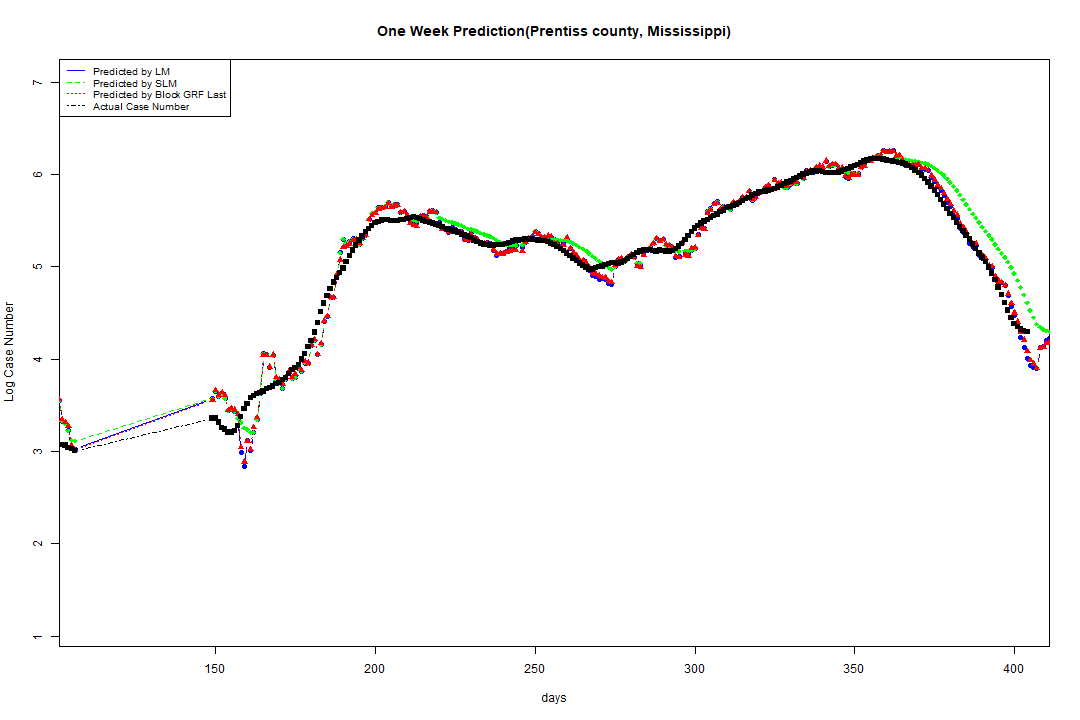 One Week Prediction(Prentiss county, Mississippi)
Predicted by LM
Predicted by SLM
Predicted by Block GRF Last
Actual Case Number
7
6
5
4
3
2
1
Log Case Number
150 200 250 300 350 400
days